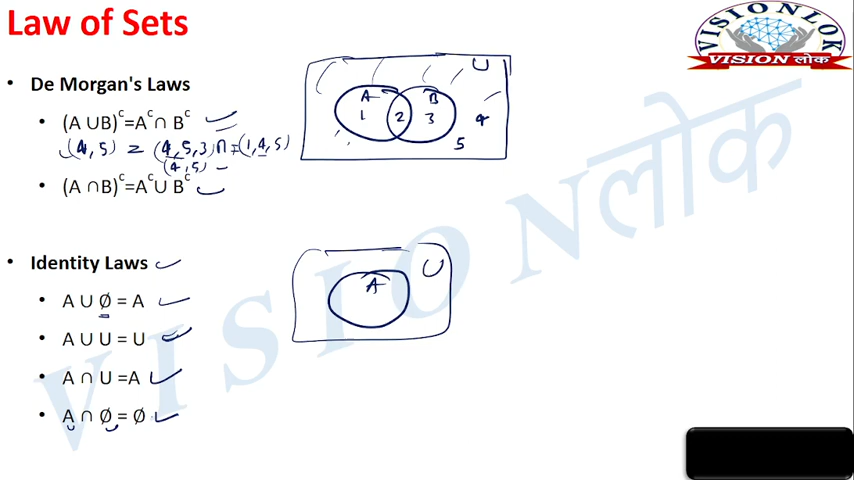 Law of Sets
VISIONLOK
VISION लोक
• De Morgan's Laws
• (A ∪B)ᶜ=Aᶜ∩ Bᶜ
(4,5) = (4,5,3)∩=(1,4,5)
(4,5)
• (A ∩B)ᶜ=Aᶜ∪ Bᶜ
U
A B
1 2 3 4
5
• Identity Laws
• A ∪ Ø = A
• A ∪ U = U
• A ∩ U =A
• A ∩ Ø = Ø
U
A
VISIONलोक